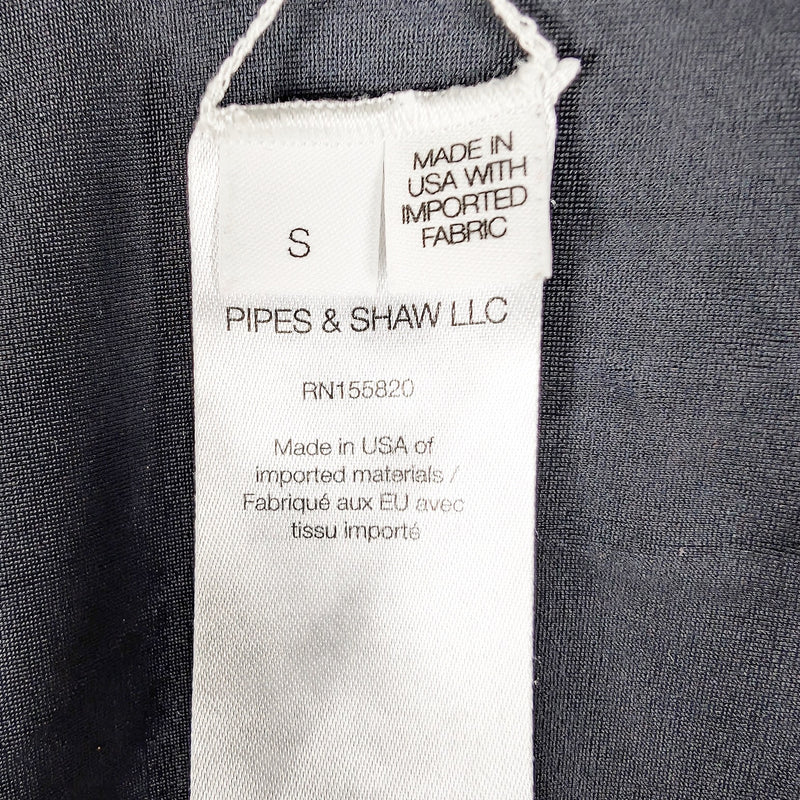 S
MADE IN
USA WITH
IMPORTED
FABRIC
PIPES & SHAW LLC
RN155820
Made in USA of
imported materials /
Fabriqué aux EU avec
tissu importé